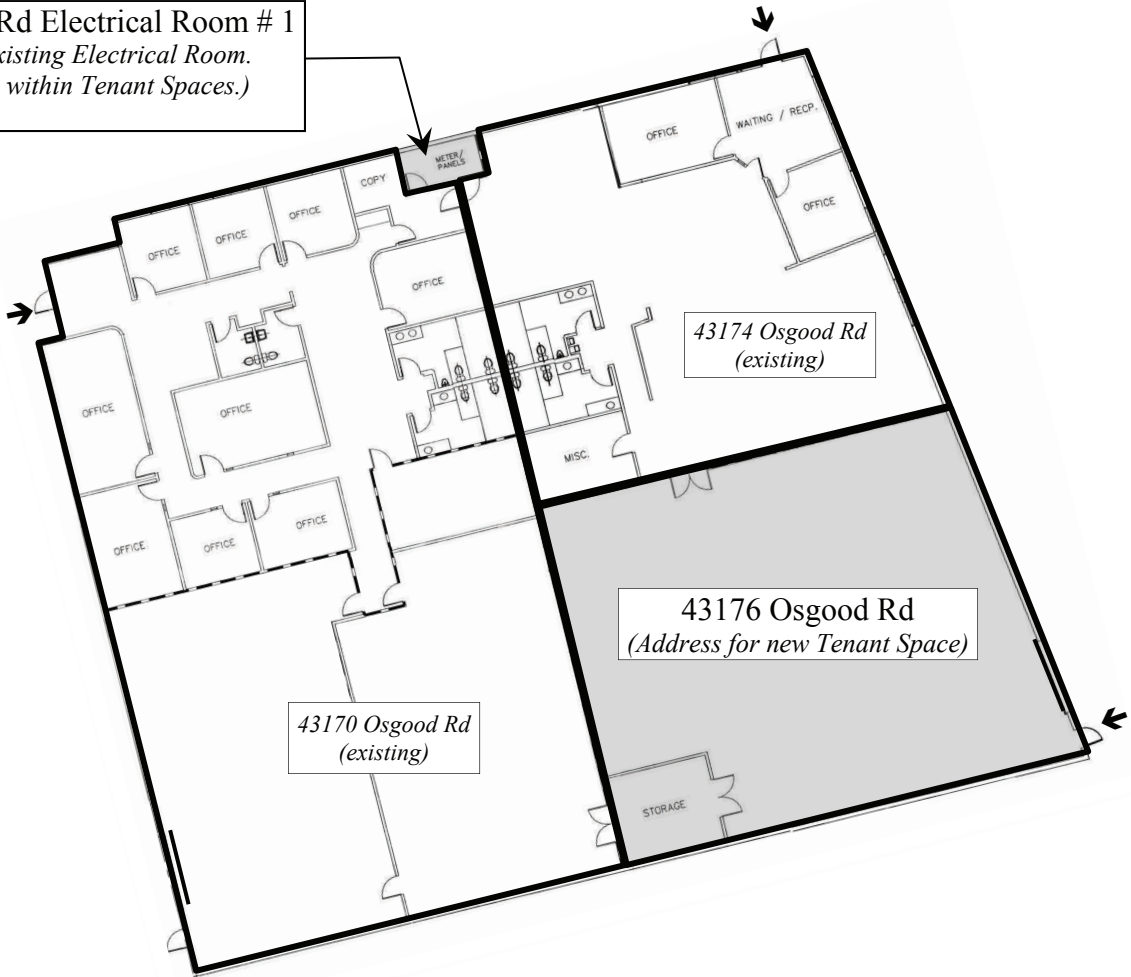 Rd Electrical Room # 1
xisting Electrical Room.
within Tenant Spaces.)
METER/
PANELS
OFFICE
WAITING / RECP.
COPY
OFFICE
OFFICE
OFFICE
OFFICE
OFFICE
43174 Osgood Rd
(existing)
OFFICE
OFFICE
MISC.
OFFICE
OFFICE
OFFICE
43176 Osgood Rd
(Address for new Tenant Space)
43170 Osgood Rd
(existing)
STORAGE